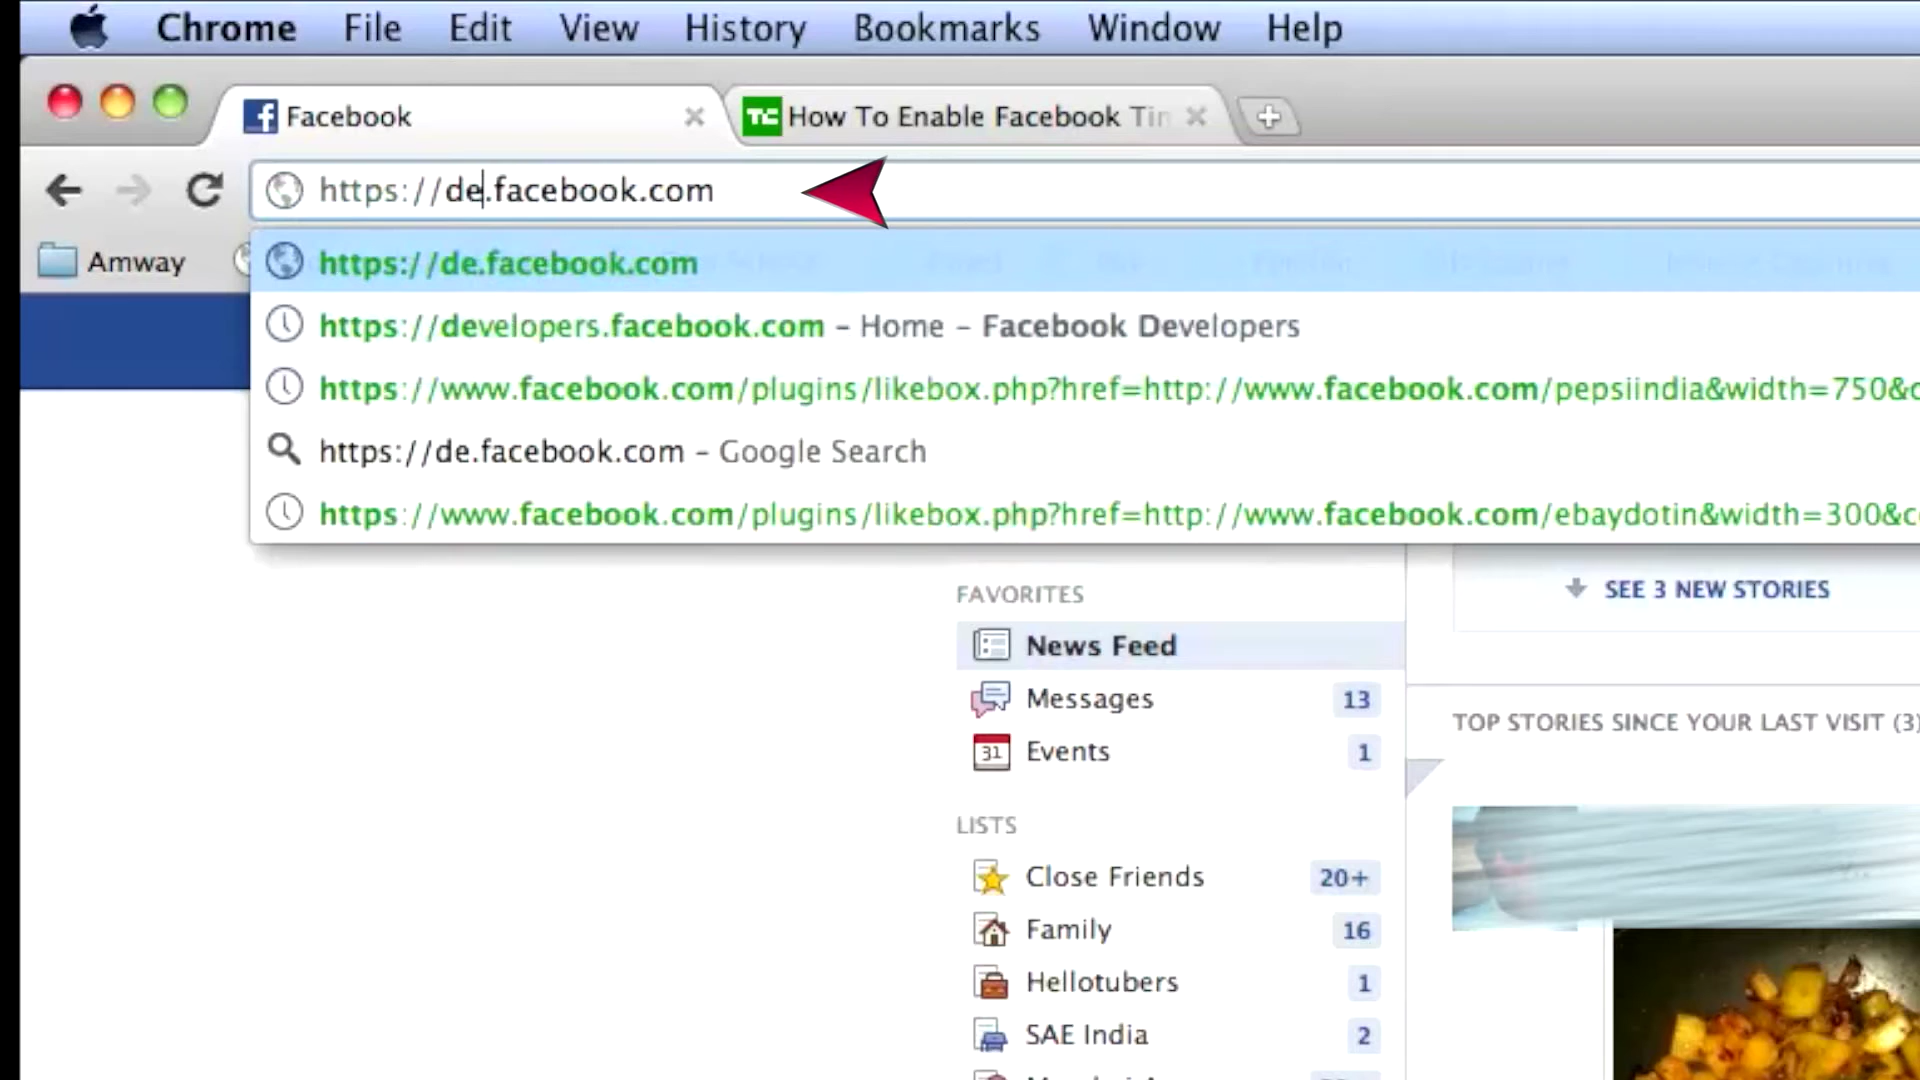 Chrome File Edit View History Bookmarks Window Help
Facebook
TC How To Enable Facebook Tin
https://de.facebook.com
Amway
https://de.facebook.com
https://developers.facebook.com – Home – Facebook Developers
https://www.facebook.com/plugins/likebox.php?href=http://www.facebook.com/pepsiindia&width=750&c
https://de.facebook.com – Google Search
https://www.facebook.com/plugins/likebox.php?href=http://www.facebook.com/ebaydotin&width=300&c
FAVORITES
SEE 3 NEW STORIES
News Feed
Messages 13
31 Events 1
TOP STORIES SINCE YOUR LAST VISIT (3)
LISTS
Close Friends 20+
Family 16
Hellotubers 1
SAE India 2